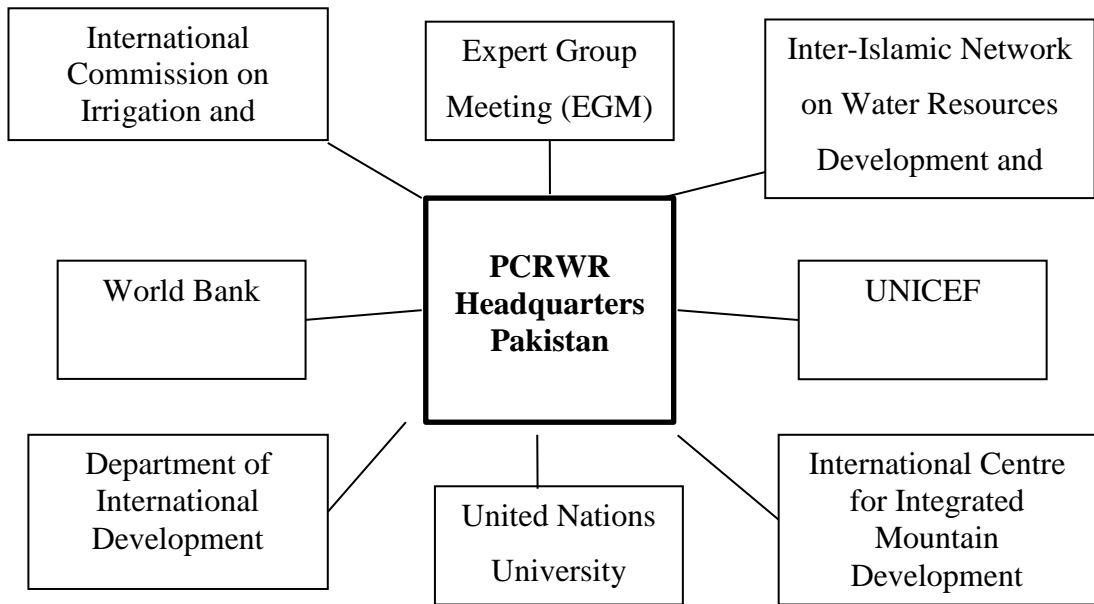 International
Commission on
Irrigation and
Expert Group
Meeting (EGM)
Inter-Islamic Network
on Water Resources
Development and
World Bank
PCRWR
Headquarters
Pakistan
UNICEF
Department of
International
Development
United Nations
University
International Centre
for Integrated
Mountain
Development